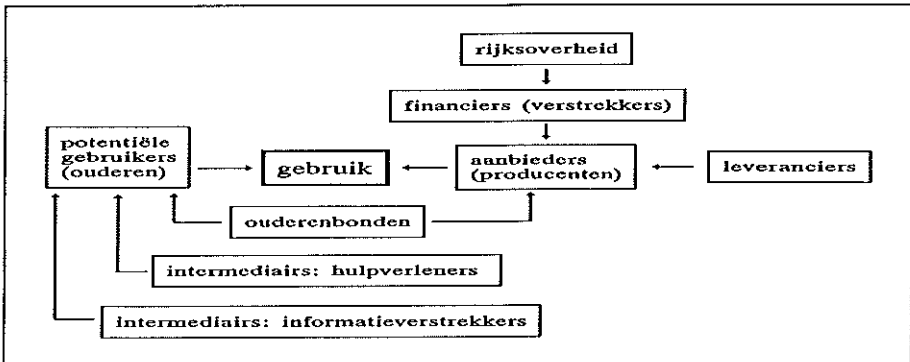 rijksoverheid
financiers (verstrekkers)
potentiële
gebruikers
(ouderen)
gebruik
aanbieders
(producenten)
leveranciers
ouderenbonden
intermediairs: hulpverleners
intermediairs: informatieverstrekkers